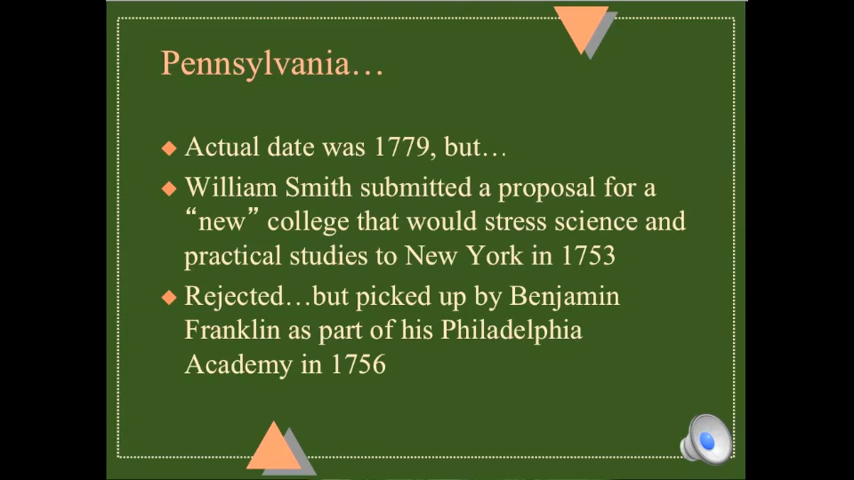 Pennsylvania…
Actual date was 1779, but…
William Smith submitted a proposal for a
“new” college that would stress science and
practical studies to New York in 1753
Rejected…but picked up by Benjamin
Franklin as part of his Philadelphia
Academy in 1756